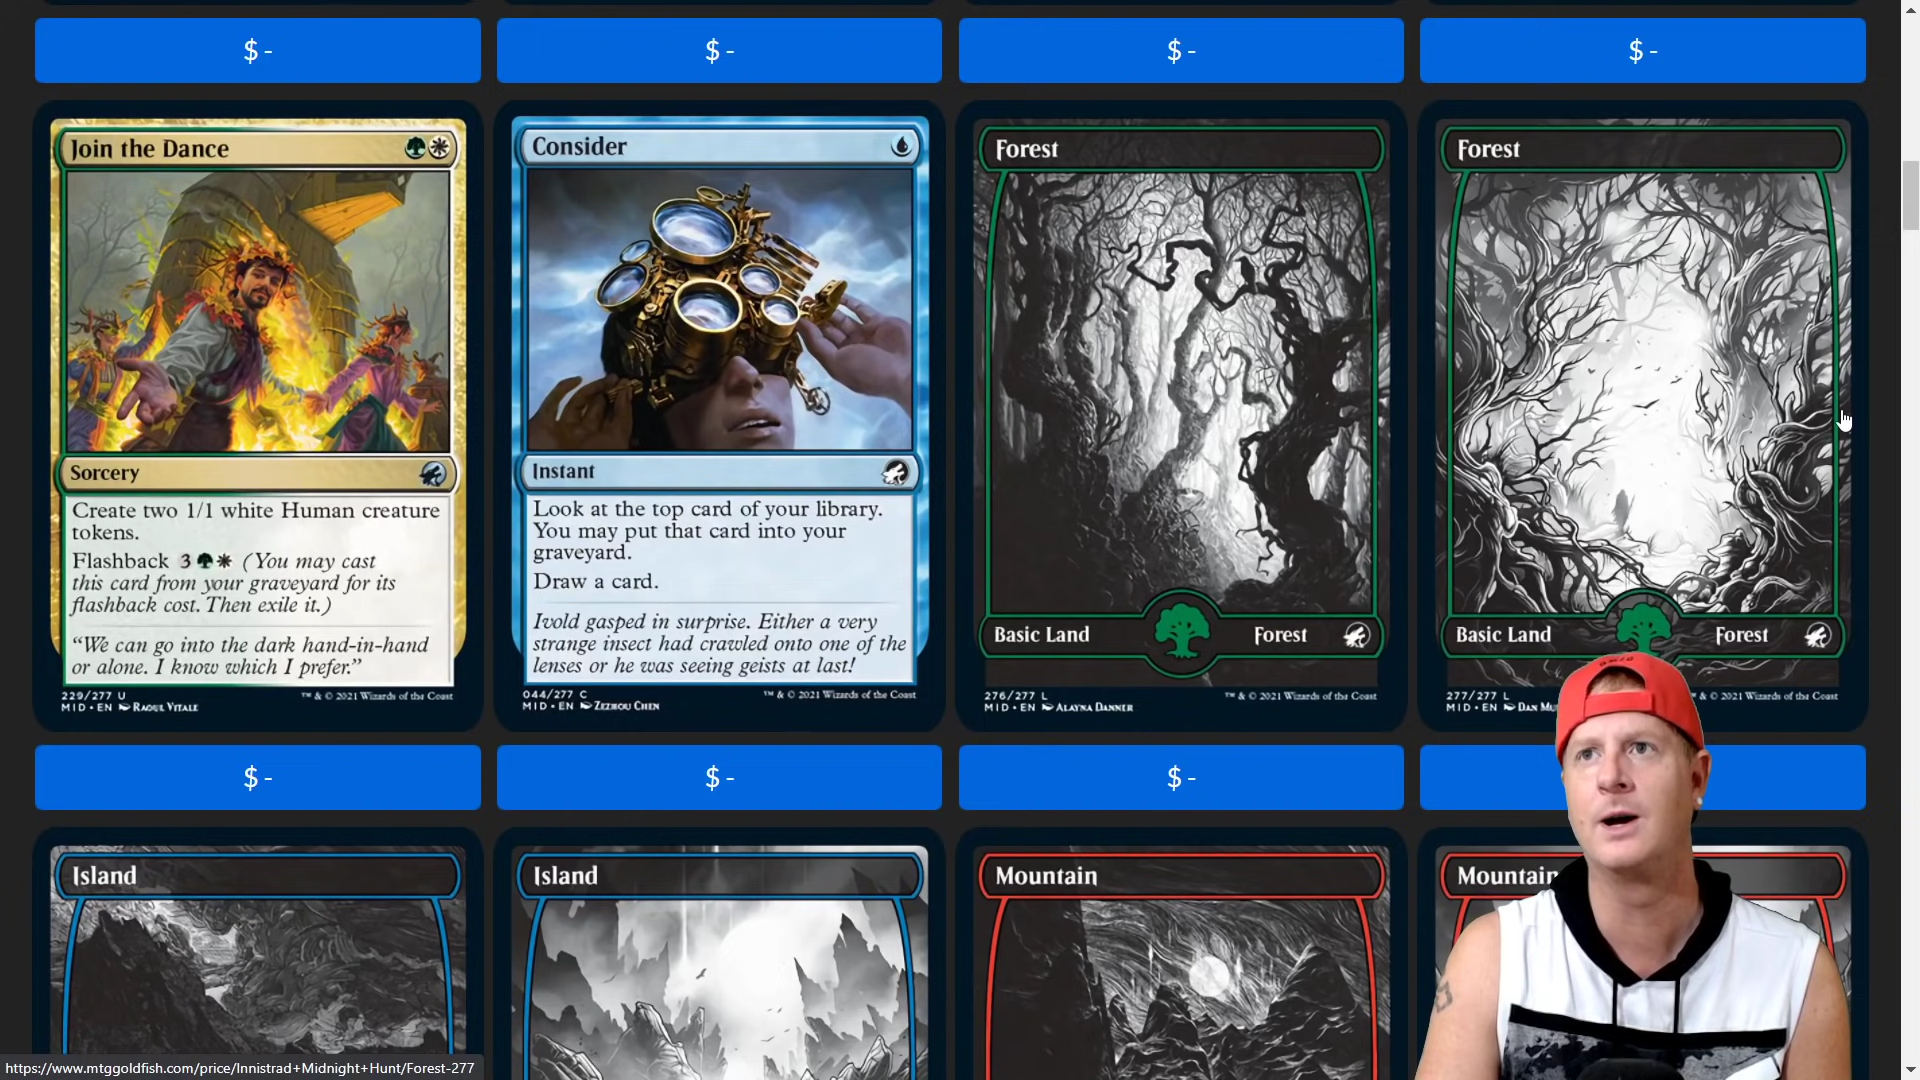 $ -
$ -
$ -
$ -
Join the Dance
Sorcery
Create two 1/1 white Human creature
tokens.
Flashback 3 (You may cast
this card from your graveyard for its
flashback cost. Then exile it.)
“We can go into the dark hand-in-hand
or alone. I know which I prefer.”
229/277 U
MID • EN RAOUL VITALE
™ & © 2021 Wizards of the Coast
Consider
Instant
Look at the top card of your library.
You may put that card into your
graveyard.
Draw a card.
Ivold gasped in surprise. Either a very
strange insect had crawled onto one of the
lenses or he was seeing geists at last!
044/277 C
MID • EN ZEZHOU CHEN
™ & © 2021 Wizards of the Coast
Forest
Basic Land Forest
276/277 L
MID • EN ALAYNA DANNER
™ & © 2021 Wizards of the Coast
Forest
Basic Land Forest
277/277 L
MID • EN DAN
& © 2021 Wizards of the Coast
$ -
$ -
$ -
Island
Island
Mountain
Mountain
https://www.mtggoldfish.com/price/Innistrad+Midnight+Hunt/Forest-277